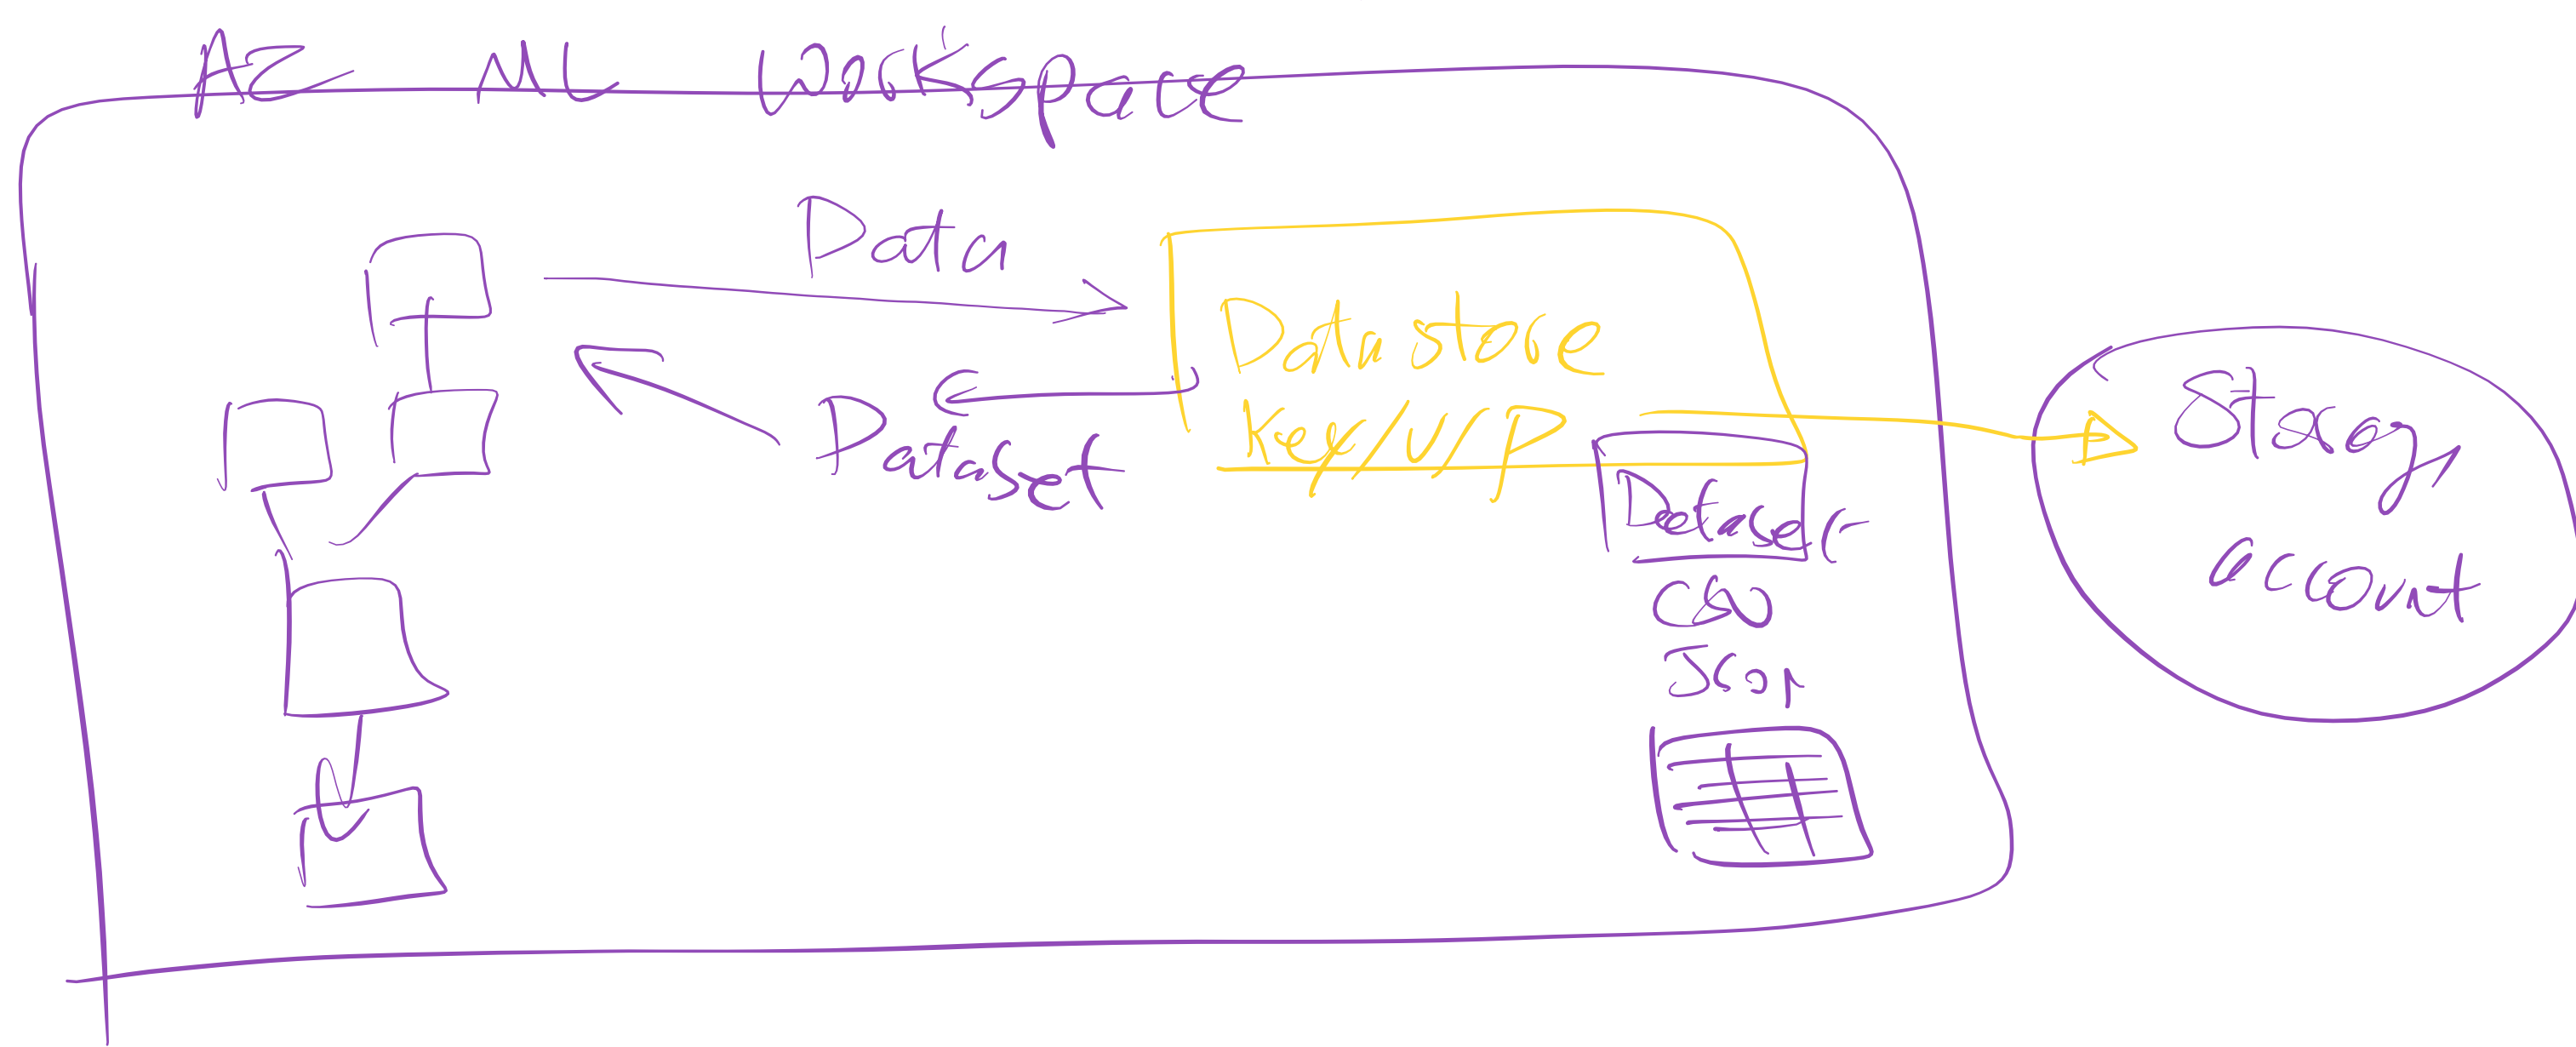 AZ ML Workspace
Data
Datastore
Key/U/P
Dataset
Dataset
CSV
JSon
Storage
account